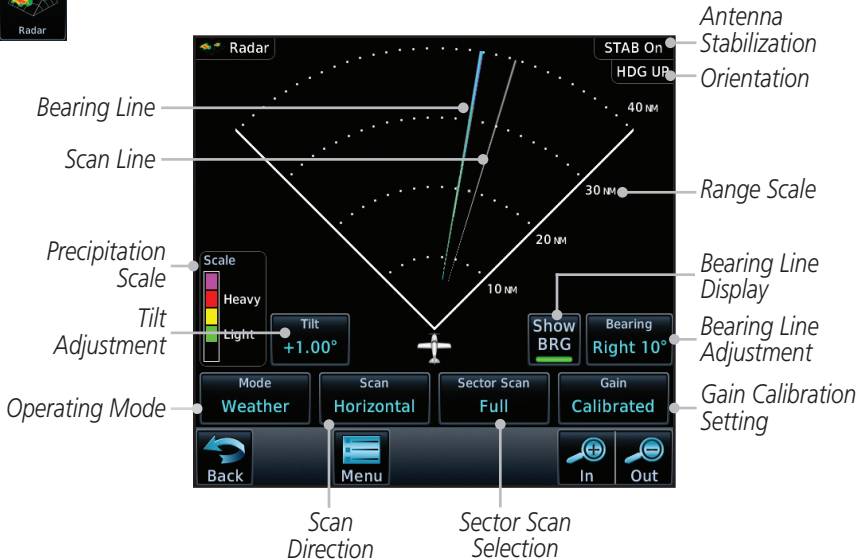 Radar
Antenna
Stabilization
Radar
STAB On
HDG UP
Orientation
Bearing Line
40 NM
Scan Line
30 NM
Range Scale
20 NM
Precipitation
Scale
Scale
Heavy
Light
10 NM
Bearing Line
Display
Tilt
Adjustment
Tilt
+1.00°
Show
BRG
Bearing
Right 10°
Bearing Line
Adjustment
Operating Mode
Mode
Weather
Scan
Horizontal
Sector Scan
Full
Gain
Calibrated
Gain Calibration
Setting
Back
Menu
In
Out
Scan
Direction
Sector Scan
Selection